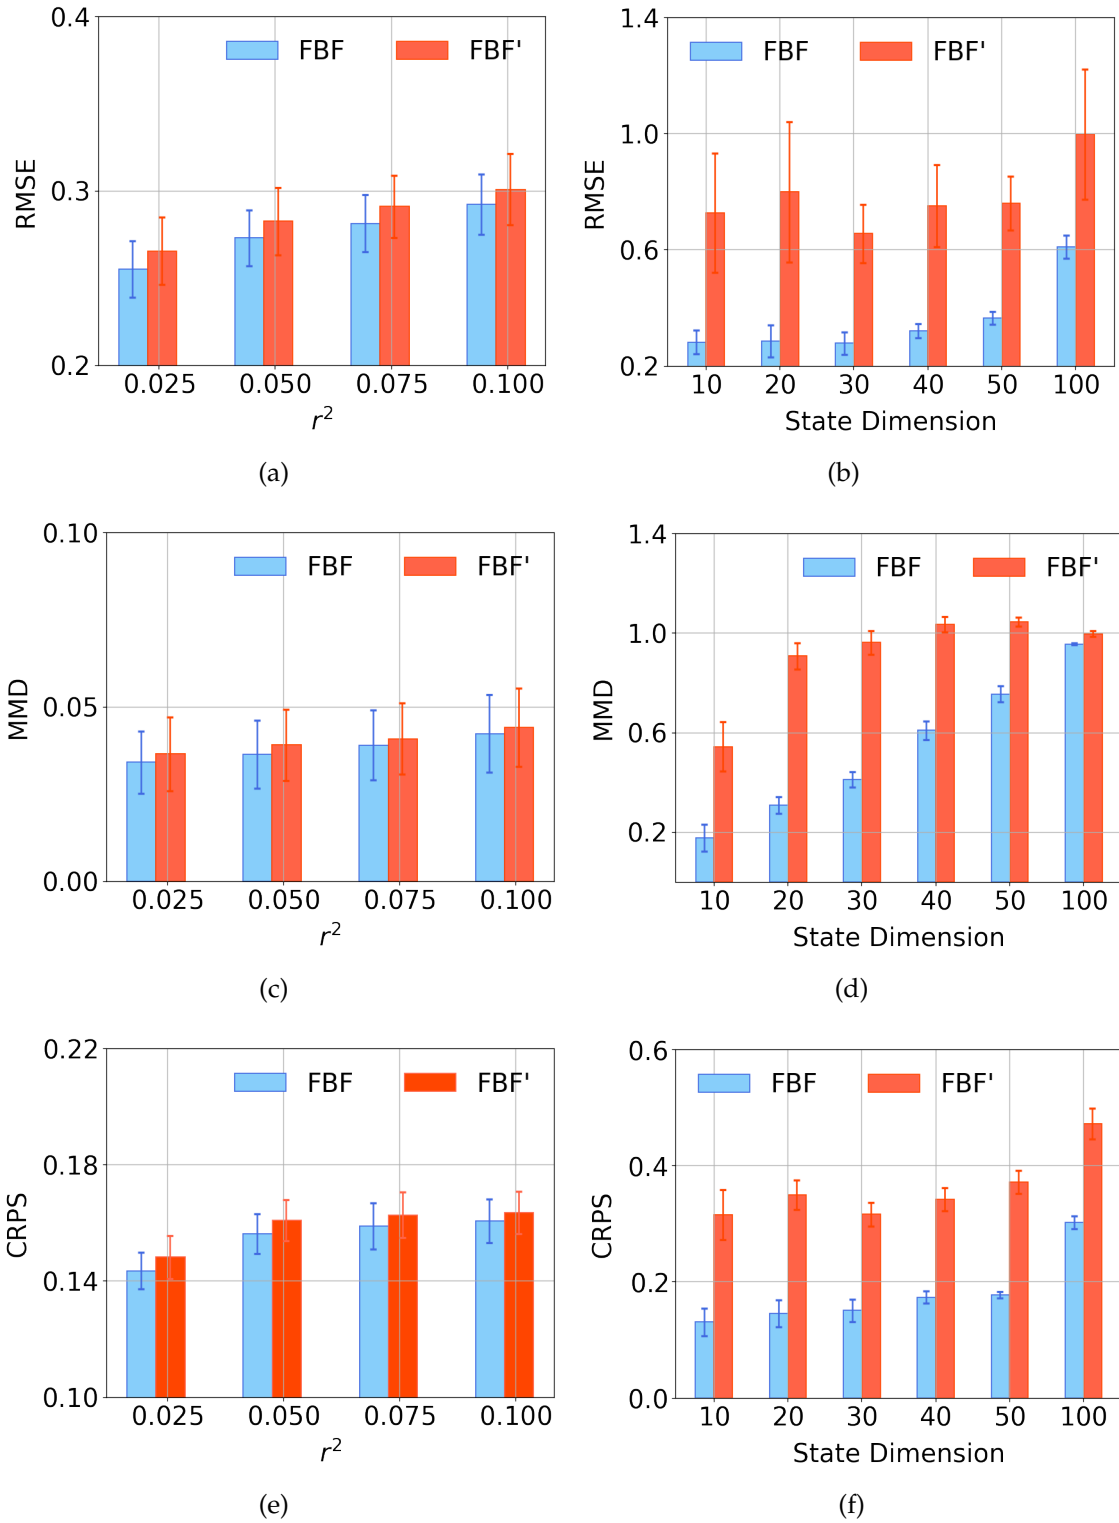 0.4
0.3
0.2
RMSE
FBF FBF'
0.025 0.050 0.075 0.100
r²
(a)
1.4
1.0
0.6
0.2
RMSE
FBF FBF'
10 20 30 40 50 100
State Dimension
(b)
0.10
0.05
0.00
MMD
FBF FBF'
0.025 0.050 0.075 0.100
r²
(c)
1.4
1.0
0.6
0.2
MMD
FBF FBF'
10 20 30 40 50 100
State Dimension
(d)
0.22
0.18
0.14
0.10
CRPS
FBF FBF'
0.025 0.050 0.075 0.100
r²
(e)
0.6
0.4
0.2
0.0
CRPS
FBF FBF'
10 20 30 40 50 100
State Dimension
(f)